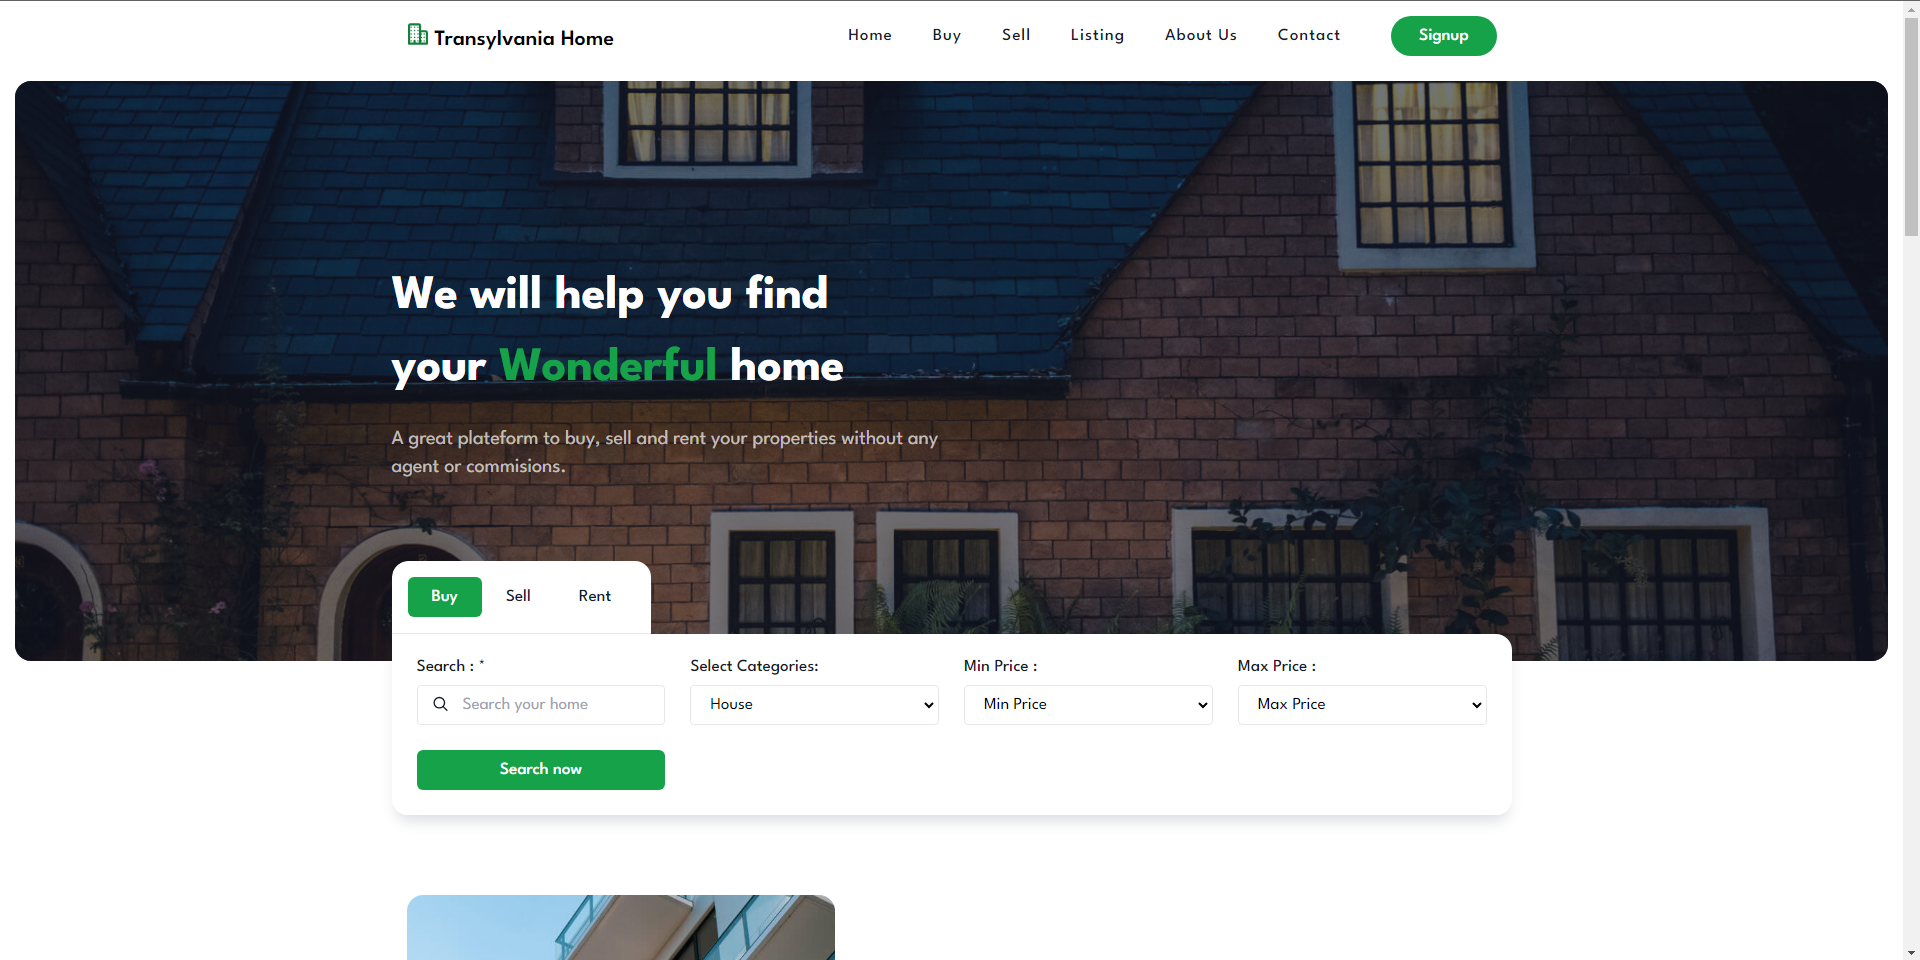 Transylvania Home
Home Buy Sell Listing About Us Contact Signup
We will help you find
your Wonderful home
A great plateform to buy, sell and rent your properties without any
agent or commisions.
Buy Sell Rent
Search : * Select Categories: Min Price : Max Price :
Search your home House Min Price Max Price
Search now